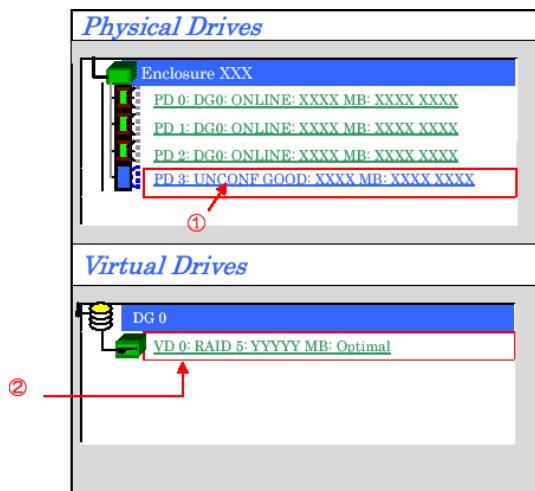 Physical Drives
Enclosure XXX
PD 0: DG0: ONLINE: XXXX MB: XXXX XXXX
PD 1: DG0: ONLINE: XXXX MB: XXXX XXXX
PD 2: DG0: ONLINE: XXXX MB: XXXX XXXX
PD 3: UNCONF GOOD: XXXX MB: XXXX XXXX
①
Virtual Drives
DG 0
VD 0: RAID 5: YYYYY MB: Optimal
②